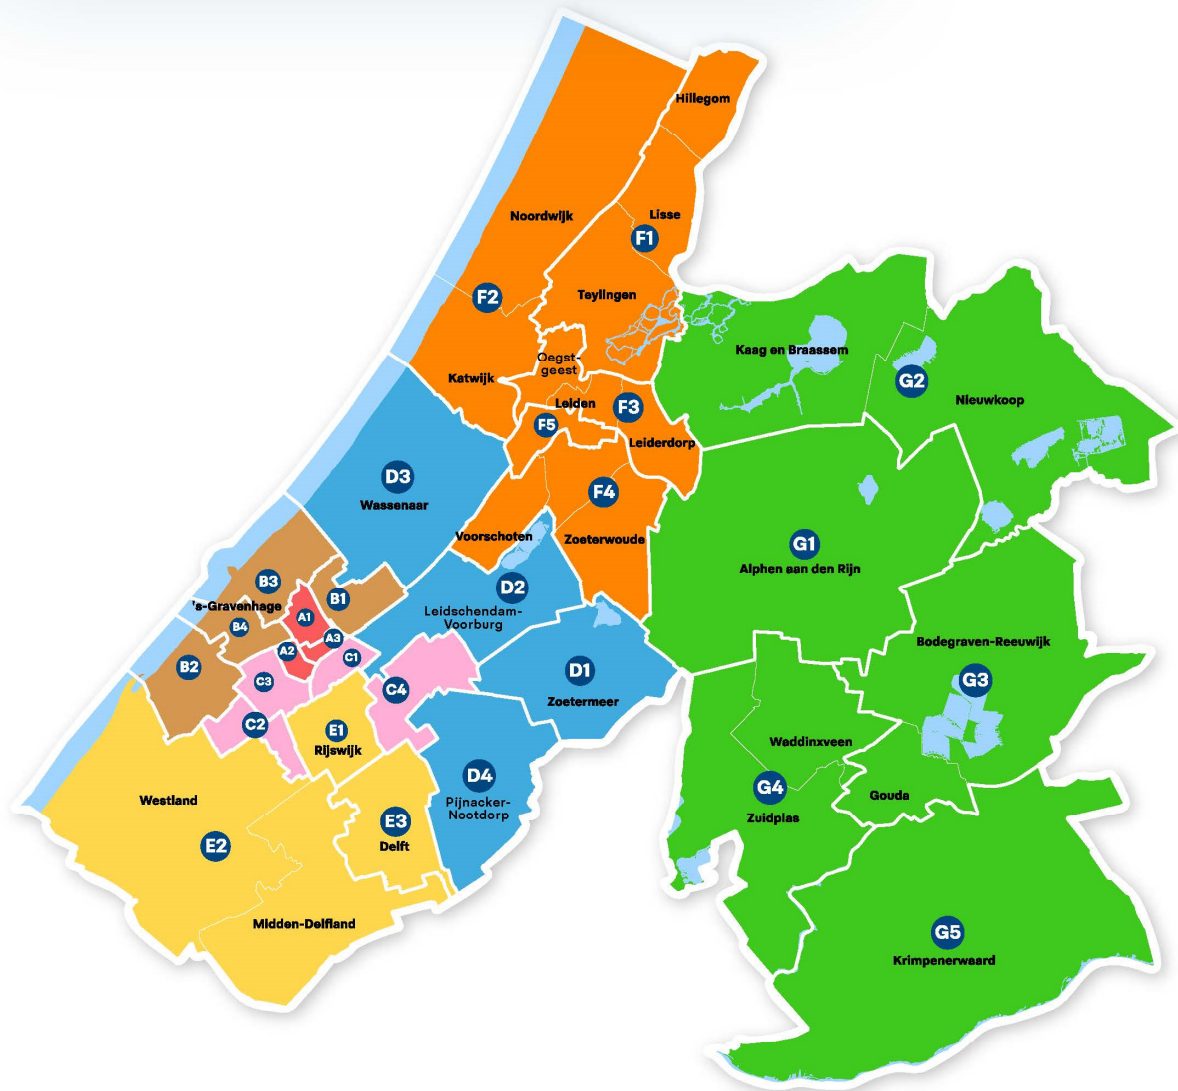 Hillegom
Noordwijk
Lisse
F1
F2
Teylingen
Oegst-
geest
Katwijk
Leiden
F3
F5
Leiderdorp
Kaag en Braassem
G2
Nieuwkoop
D3
Wassenaar
F4
Voorschoten
Zoeterwoude
G1
Alphen aan den Rijn
B3
B1
's-Gravenhage
A1
B4
A3
A2
C1
B2
C3
D2
Leidschendam-
Voorburg
C4
D1
Zoetermeer
Bodegraven-Reeuwijk
G3
C2
E1
Rijswijk
Waddinxveen
D4
Pijnacker-
Nootdorp
G4
Zuidplas
Gouda
Westland
E2
E3
Delft
Midden-Delfland
G5
Krimpenerwaard